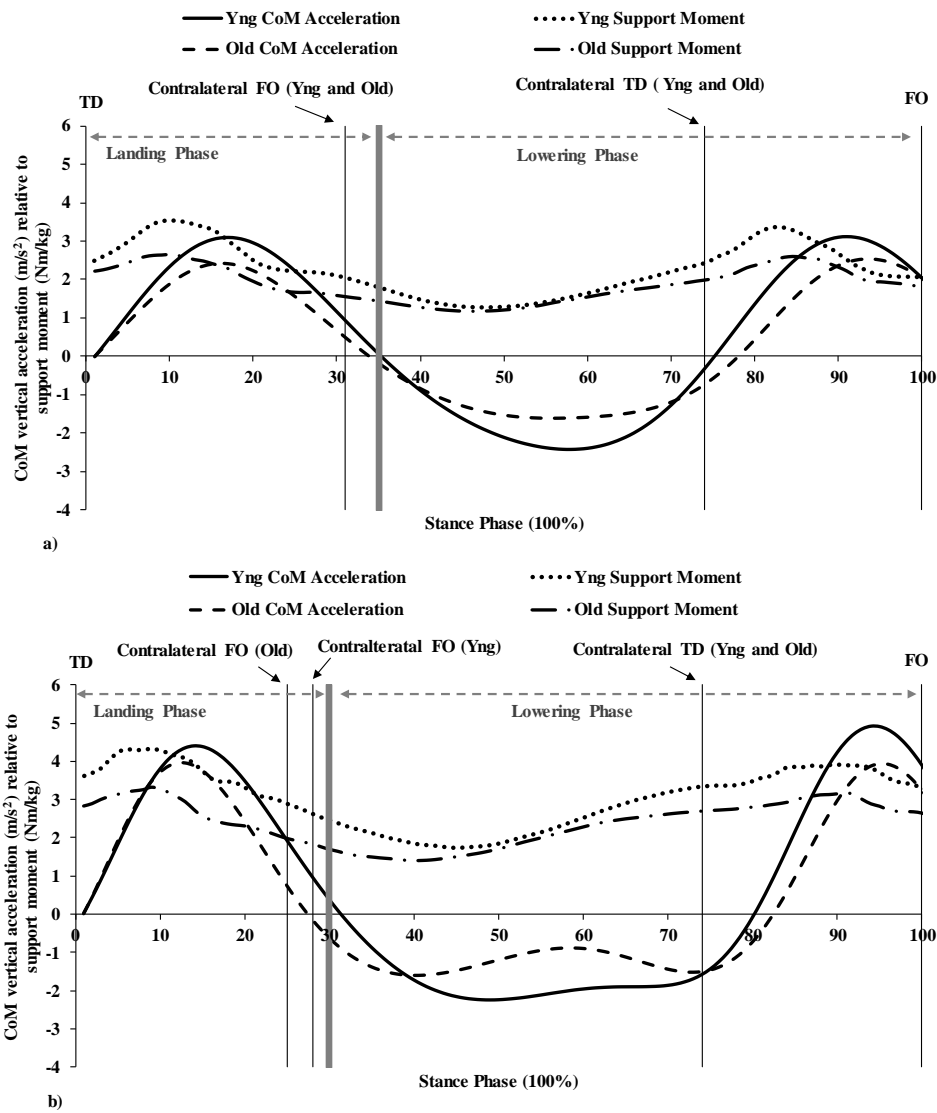 Yng CoM Acceleration Yng Support Moment
Old CoM Acceleration Old Support Moment
Contralateral FO (Yng and Old) Contralateral TD ( Yng and Old)
TD FO
6
Landing Phase Lowering Phase
5
4
3
2
1
0
0 10 20 30 40 50 60 70 80 90 100
-1
-2
-3
-4
CoM vertical acceleration (m/s²) relative to
support moment (Nm/kg)
Stance Phase (100%)
a)
Yng CoM Acceleration Yng Support Moment
Old CoM Acceleration Old Support Moment
Contralateral FO (Old) Contralteratal FO (Yng) Contralateral TD (Yng and Old)
TD FO
6
Landing Phase Lowering Phase
5
4
3
2
1
0
0 10 20 30 40 50 60 70 80 90 100
-1
-2
-3
-4
CoM vertical acceleration (m/s²) relative to
support moment (Nm/kg)
Stance Phase (100%)
b)